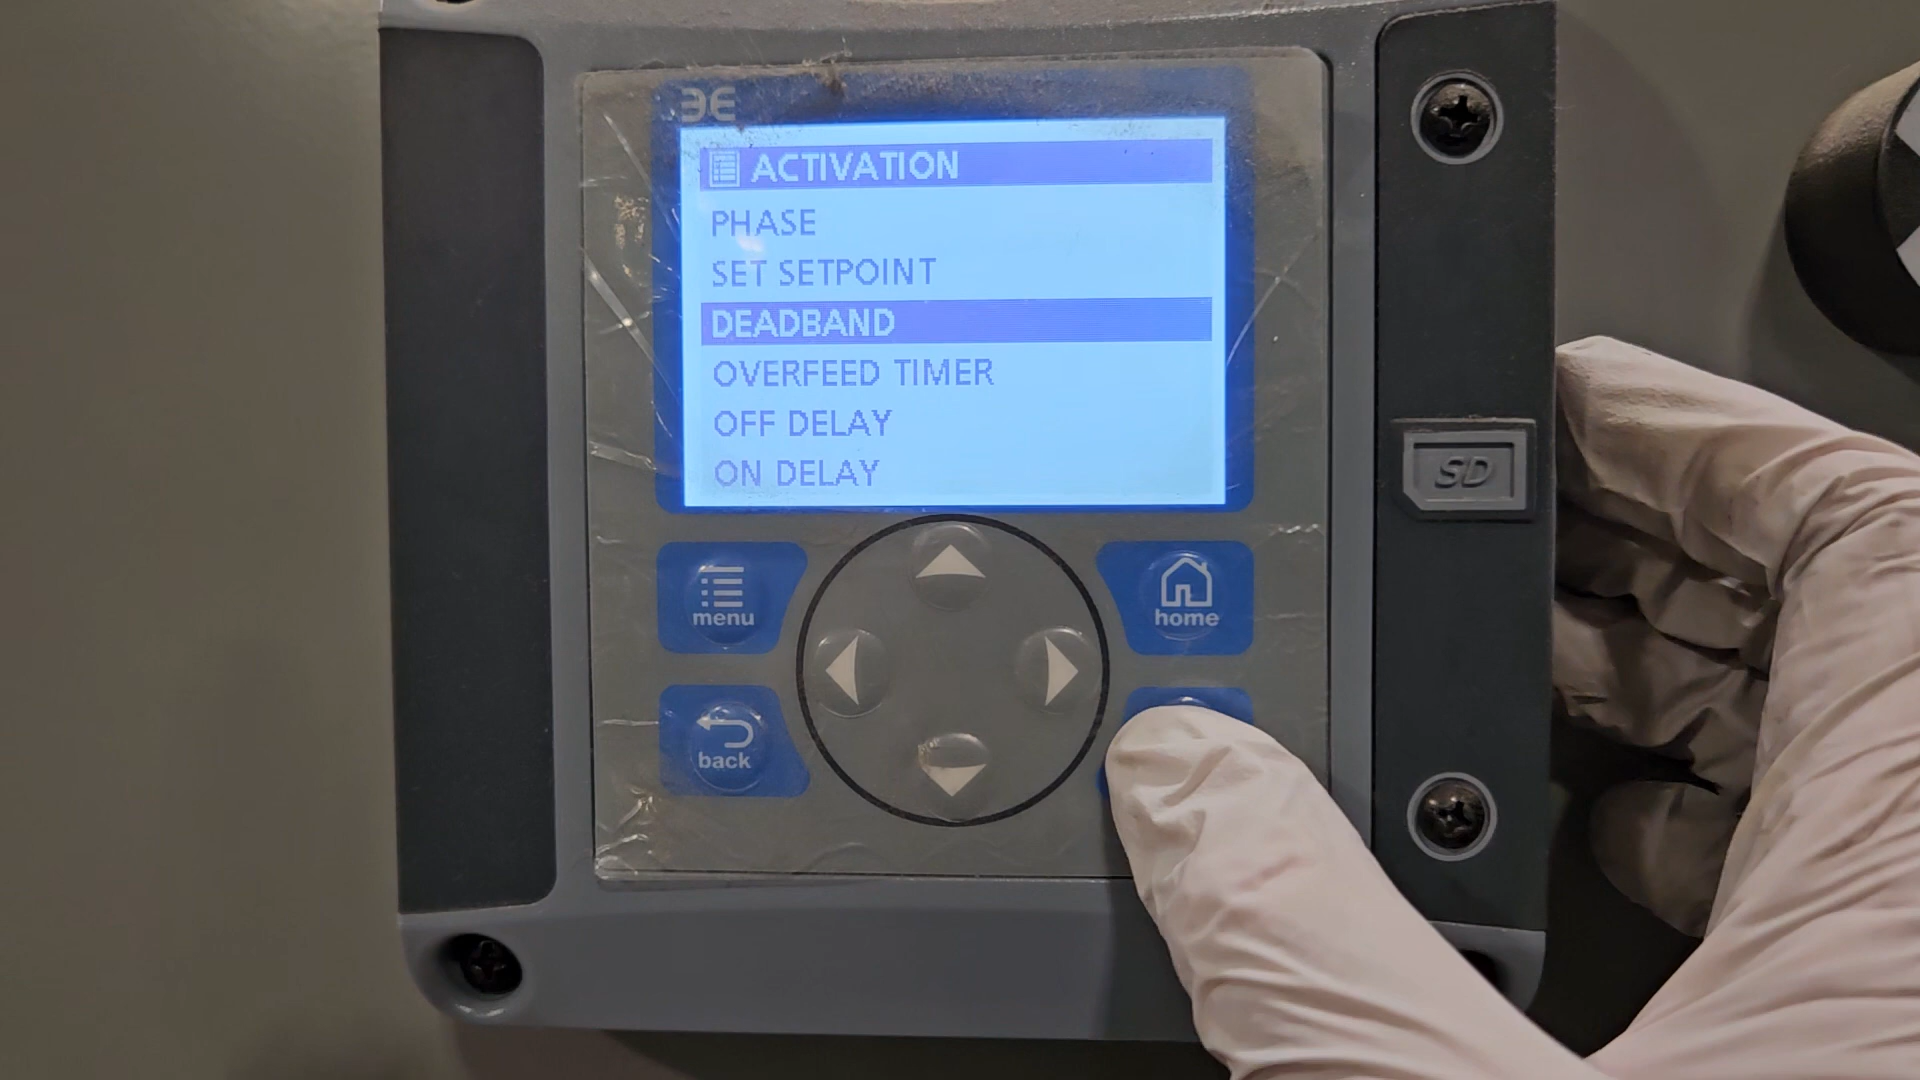 ACTIVATION
PHASE
SET SETPOINT
DEADBAND
OVERFEED TIMER
OFF DELAY
ON DELAY
SD
menu
home
back